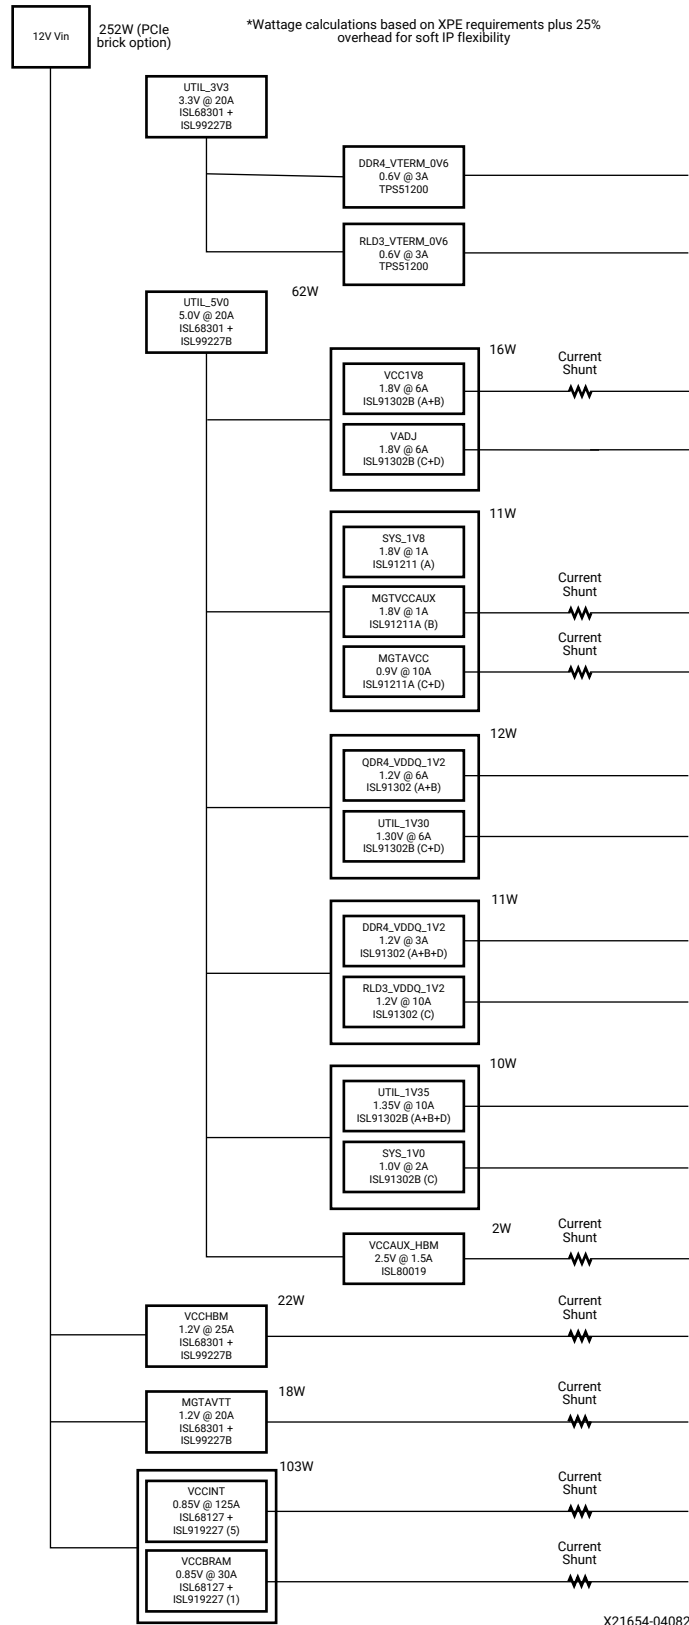 12V Vin
252W (PCIe
brick option)
*Wattage calculations based on XPE requirements plus 25%
overhead for soft IP flexibility
UTIL_3V3
3.3V @ 20A
ISL68301 +
ISL99227B
DDR4_VTERM_0V6
0.6V @ 3A
TPS51200
RLD3_VTERM_0V6
0.6V @ 3A
TPS51200
62W
UTIL_5V0
5.0V @ 20A
ISL68301 +
ISL99227B
16W
VCC1V8
1.8V @ 6A
ISL91302B (A+B)
Current
Shunt
VADJ
1.8V @ 6A
ISL91302B (C+D)
11W
SYS_1V8
1.8V @ 1A
ISL91211 (A)
MGTVCCAUX
1.8V @ 1A
ISL91211A (B)
Current
Shunt
MGTAVCC
0.9V @ 10A
ISL91211A (C+D)
Current
Shunt
12W
QDR4_VDDQ_1V2
1.2V @ 6A
ISL91302 (A+B)
UTIL_1V30
1.30V @ 6A
ISL91302B (C+D)
11W
DDR4_VDDQ_1V2
1.2V @ 3A
ISL91302 (A+B+D)
RLD3_VDDQ_1V2
1.2V @ 10A
ISL91302 (C)
10W
UTIL_1V35
1.35V @ 10A
ISL91302B (A+B+D)
SYS_1V0
1.0V @ 2A
ISL91302B (C)
2W
VCCAUX_HBM
2.5V @ 1.5A
ISL80019
Current
Shunt
22W
VCCHBM
1.2V @ 25A
ISL68301 +
ISL99227B
Current
Shunt
18W
MGTAVTT
1.2V @ 20A
ISL68301 +
ISL99227B
Current
Shunt
103W
VCCINT
0.85V @ 125A
ISL68127 +
ISL919227 (5)
Current
Shunt
VCCBRAM
0.85V @ 30A
ISL68127 +
ISL919227 (1)
Current
Shunt
X21654-04082